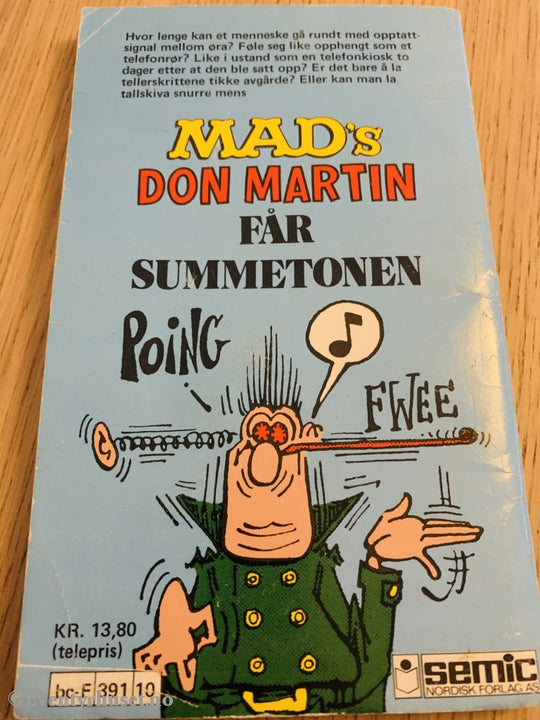 Hvor lenge kan et menneske gå rundt med opptatt-
signal mellom øra? Føle seg like opphengt som et
telefonrør? Like i ustand som en telefonkiosk to
dager etter at den ble satt opp? Er det bare å la
tellerskrittene tikke avgårde? Eller kan man la
tallskiva snurre mens
MAD's
DON MARTIN
FÅR
SUMMETONEN
POING
FWEE
KR. 13,80
(telepris)
bc-F 391 10
semic
NORDISK FORLAG AS